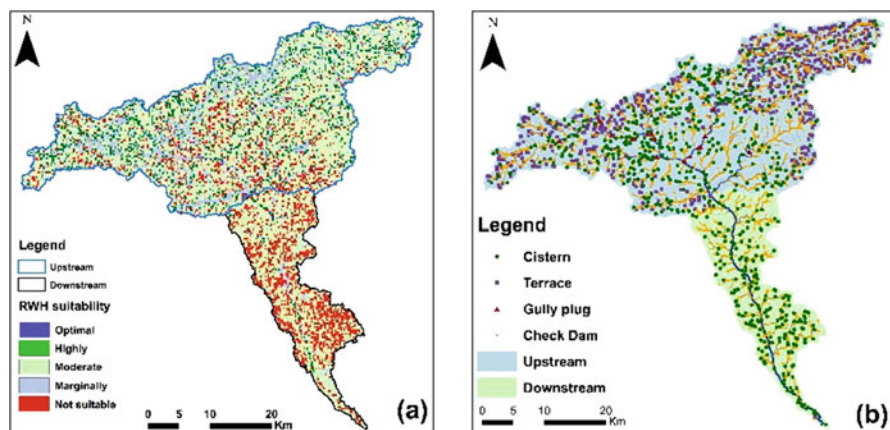 N
Legend
Upstream
Downstream
RWH suitability
Optimal
Highly
Moderate
Marginally
Not suitable
0 5 10 20
Km
(a)
N
Legend
Cistern
Terrace
Gully plug
Check Dam
Upstream
Downstream
0 5 10 20
Km
(b)